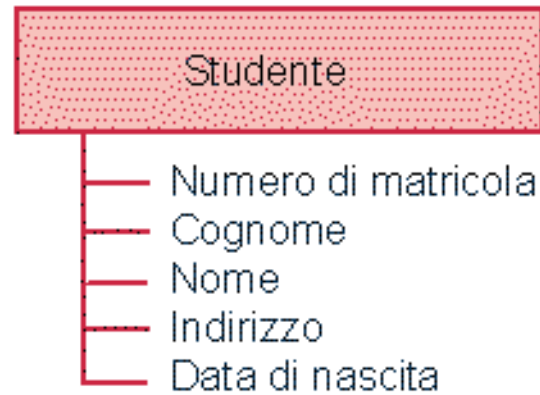 Studente
Numero di matricola
Cognome
Nome
Indirizzo
Data di nascita